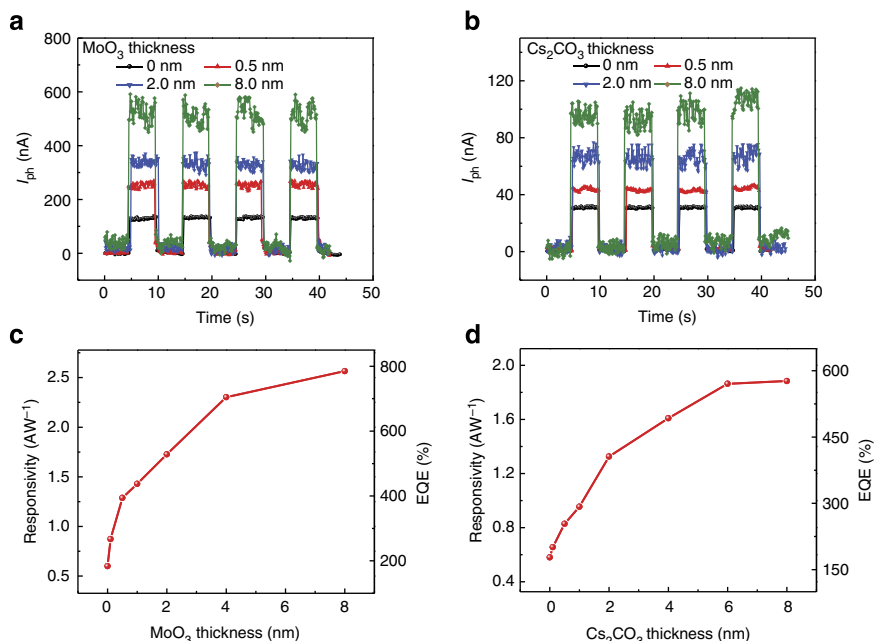 a
800
MoO3 thickness
0 nm 0.5 nm
2.0 nm 8.0 nm
600
400
200
0
Iph (nA)
0 10 20 30 40 50
Time (s)
b
Cs2CO3 thickness
0 nm 0.5 nm
2.0 nm 8.0 nm
120
80
40
0
Iph (nA)
0 10 20 30 40 50
Time (s)
c
2.5
2.0
1.5
1.0
0.5
Responsivity (AW−1)
800
600
400
200
EQE (%)
0 2 4 6 8
MoO3 thickness (nm)
d
2.0
1.6
1.2
0.8
0.4
Responsivity (AW−1)
600
450
300
150
EQE (%)
0 2 4 6 8
Cs2CO3 thickness (nm)